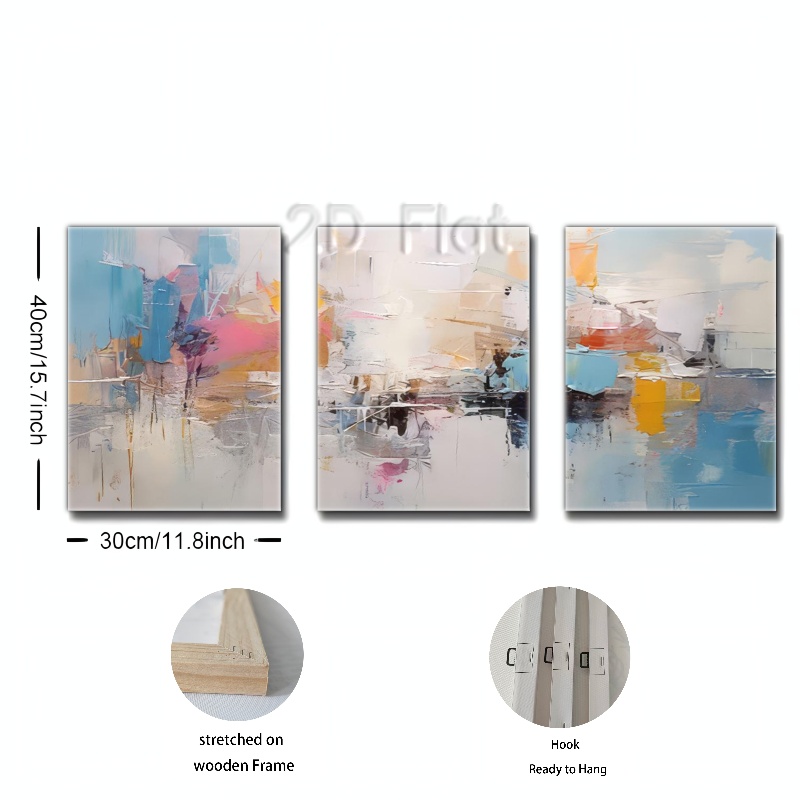 2D Flat
40cm/15.7inch
30cm/11.8inch
stretched on
wooden Frame
Hook
Ready to Hang